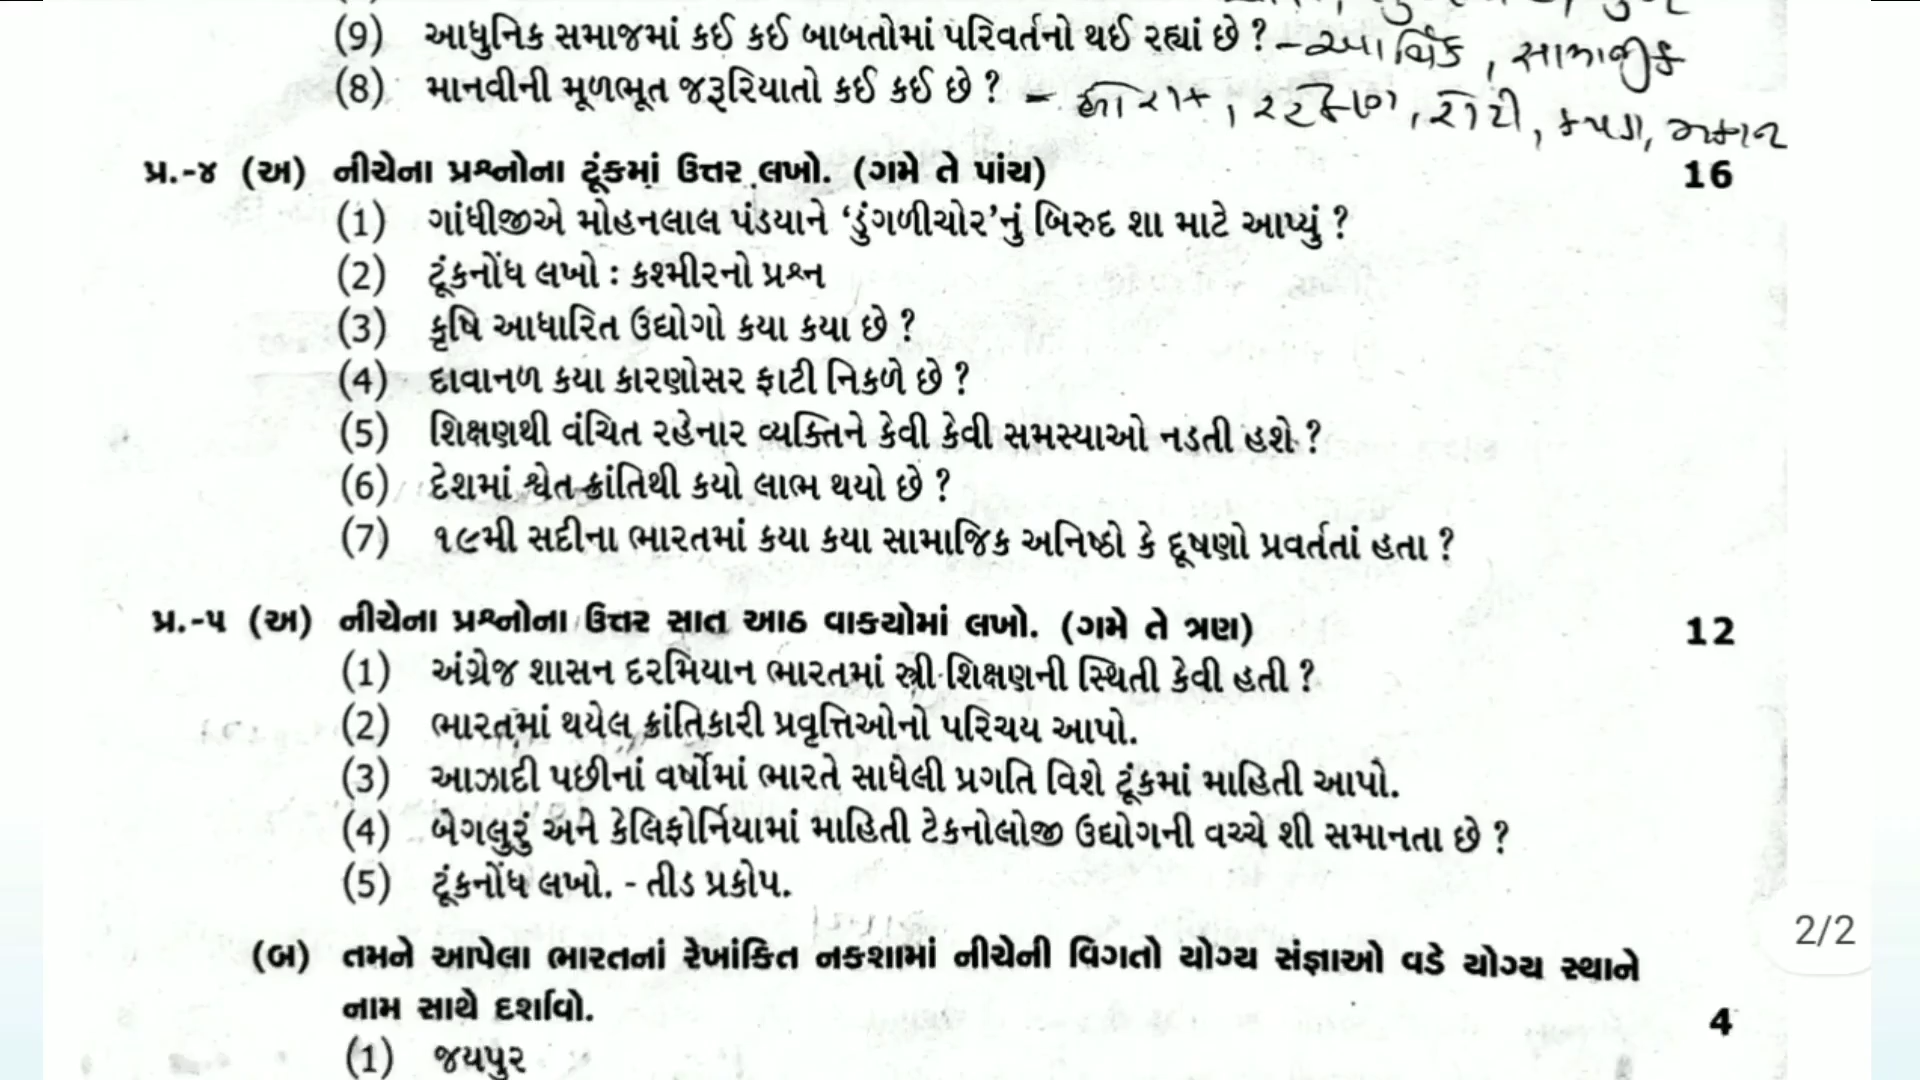 (9) આધુનિક સમાજમાં કઈ કઈ બાબતોમાં પરિવર્તનો થઈ રહ્યાં છે ? – આર્થિક, સામાજીક
(8) માનવીની મૂળભૂત જરૂરિયાતો કઈ કઈ છે ? – ખોરાક, રહેઠાણ, રોટી, કપડા, મકાન
પ્ર.-૪ (અ) નીચેના પ્રશ્નોના ટૂંકમાં ઉત્તર લખો. (ગમે તે પાંચ) 16
(1) ગાંધીજીએ મોહનલાલ પંડયાને ‘ડુંગળીચોર’નું બિરુદ શા માટે આપ્યું ?
(2) ટૂંકનોંધ લખો : કશ્મીરનો પ્રશ્ન
(3) કૃષિ આધારિત ઉદ્યોગો કયા કયા છે ?
(4) દાવાનળ કયા કારણોસર ફાટી નિકળે છે ?
(5) શિક્ષણથી વંચિત રહેનાર વ્યક્તિને કેવી કેવી સમસ્યાઓ નડતી હશે ?
(6) દેશમાં શ્વેત ક્રાંતિથી કયો લાભ થયો છે ?
(7) ૧૯મી સદીના ભારતમાં કયા કયા સામાજિક અનિષ્ઠો કે દૂષણો પ્રવર્તતાં હતા ?
પ્ર.-૫ (અ) નીચેના પ્રશ્નોના ઉત્તર સાત આઠ વાકયોમાં લખો. (ગમે તે ત્રણ) 12
(1) અંગ્રેજ શાસન દરમિયાન ભારતમાં સ્ત્રી શિક્ષણની સ્થિતી કેવી હતી ?
(2) ભારતમાં થયેલ ક્રાંતિકારી પ્રવૃત્તિઓનો પરિચય આપો.
(3) આઝાદી પછીનાં વર્ષોમાં ભારતે સાધેલી પ્રગતિ વિશે ટૂંકમાં માહિતી આપો.
(4) બેગલુરું અને કેલિફોર્નિયામાં માહિતી ટેકનોલોજી ઉદ્યોગની વચ્ચે શી સમાનતા છે ?
(5) ટૂંકનોંધ લખો. - તીડ પ્રકોપ.
2/2
(બ) તમને આપેલા ભારતનાં રેખાંકિત નકશામાં નીચેની વિગતો યોગ્ય સંજ્ઞાઓ વડે યોગ્ય સ્થાને
નામ સાથે દર્શાવો. 4
(1) જયપુર